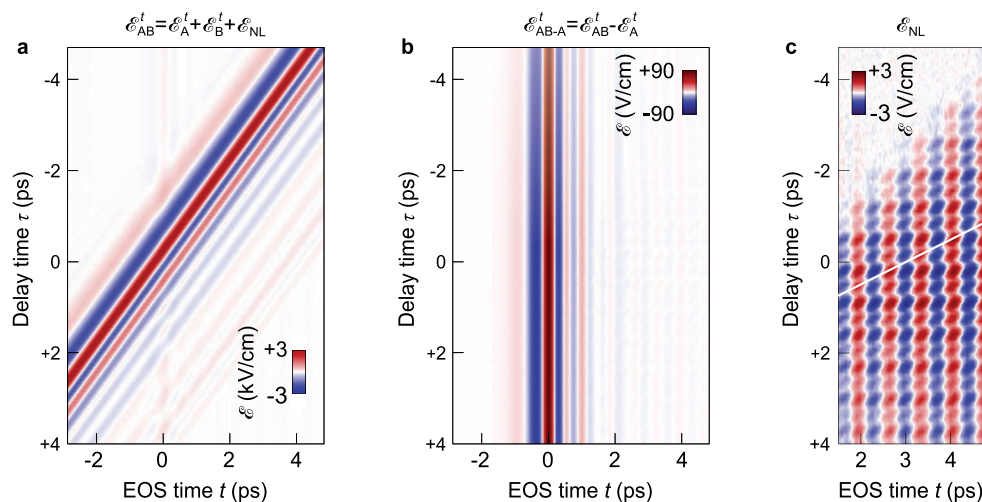 ℰᵗ_AB=ℰᵗ_A+ℰᵗ_B+ℰ_NL
a
Delay time τ (ps)
-4
-2
0
+2
+4
-2 0 2 4
EOS time t (ps)
ℰ (kV/cm)
+3
-3
ℰᵗ_AB-A=ℰᵗ_AB-ℰᵗ_A
b
Delay time τ (ps)
-4
-2
0
+2
+4
-2 0 2 4
EOS time t (ps)
ℰ (V/cm)
+90
-90
ℰ_NL
c
Delay time τ (ps)
-4
-2
0
+2
+4
2 3 4
EOS time t (ps)
+3
-3
ℰ (V/cm)